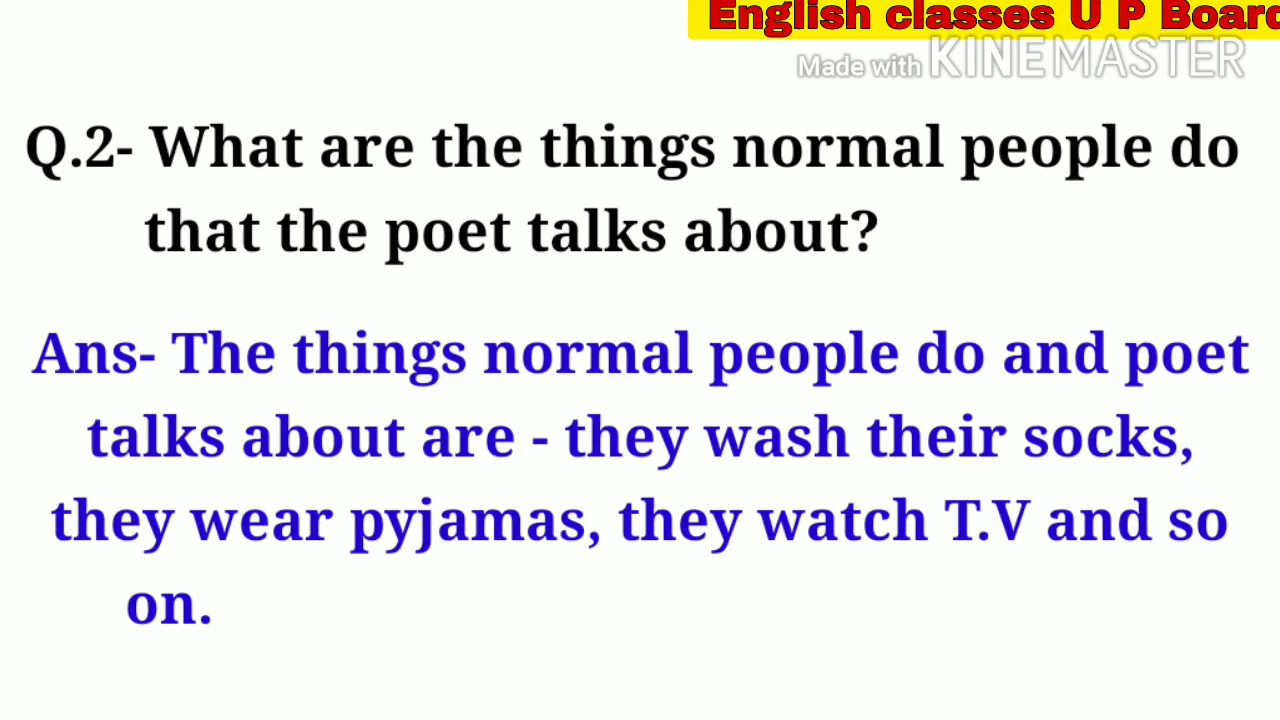 English classes U P Board
Made with KINEMASTER
Q.2- What are the things normal people do
that the poet talks about?
Ans- The things normal people do and poet
talks about are - they wash their socks,
they wear pyjamas, they watch T.V and so
on.